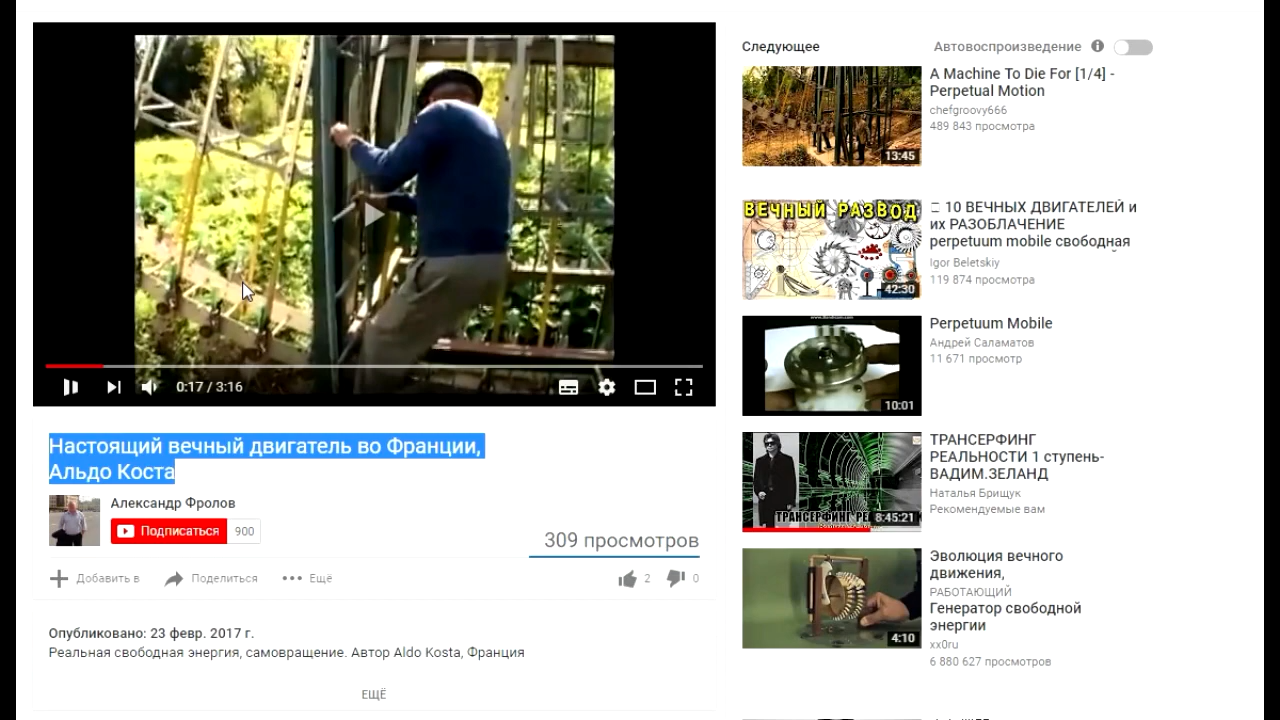 0:17 / 3:16
Настоящий вечный двигатель во Франции,
Альдо Коста
Александр Фролов
Подписаться 900
309 просмотров
Добавить в Поделиться Ещё 2 0
Опубликовано: 23 февр. 2017 г.
Реальная свободная энергия, самовращение. Автор Aldo Kosta, Франция
ЕЩЁ
Следующее Автовоспроизведение
13:45
A Machine To Die For [1/4] -
Perpetual Motion
chefgroovy666
489 843 просмотра
ВЕЧНЫЙ РАЗВОД
42:30
10 ВЕЧНЫХ ДВИГАТЕЛЕЙ и
их РАЗОБЛАЧЕНИЕ
perpetuum mobile свободная
Igor Beletskiy
119 874 просмотра
10:01
Perpetuum Mobile
Андрей Саламатов
11 671 просмотр
8:45:21
ТРАНСЕРФИНГ
РЕАЛЬНОСТИ 1 ступень-
ВАДИМ.ЗЕЛАНД
Наталья Брищук
Рекомендуемые вам
4:10
Эволюция вечного
движения,
РАБОТАЮЩИЙ
Генератор свободной
энергии
xx0ru
6 880 627 просмотров